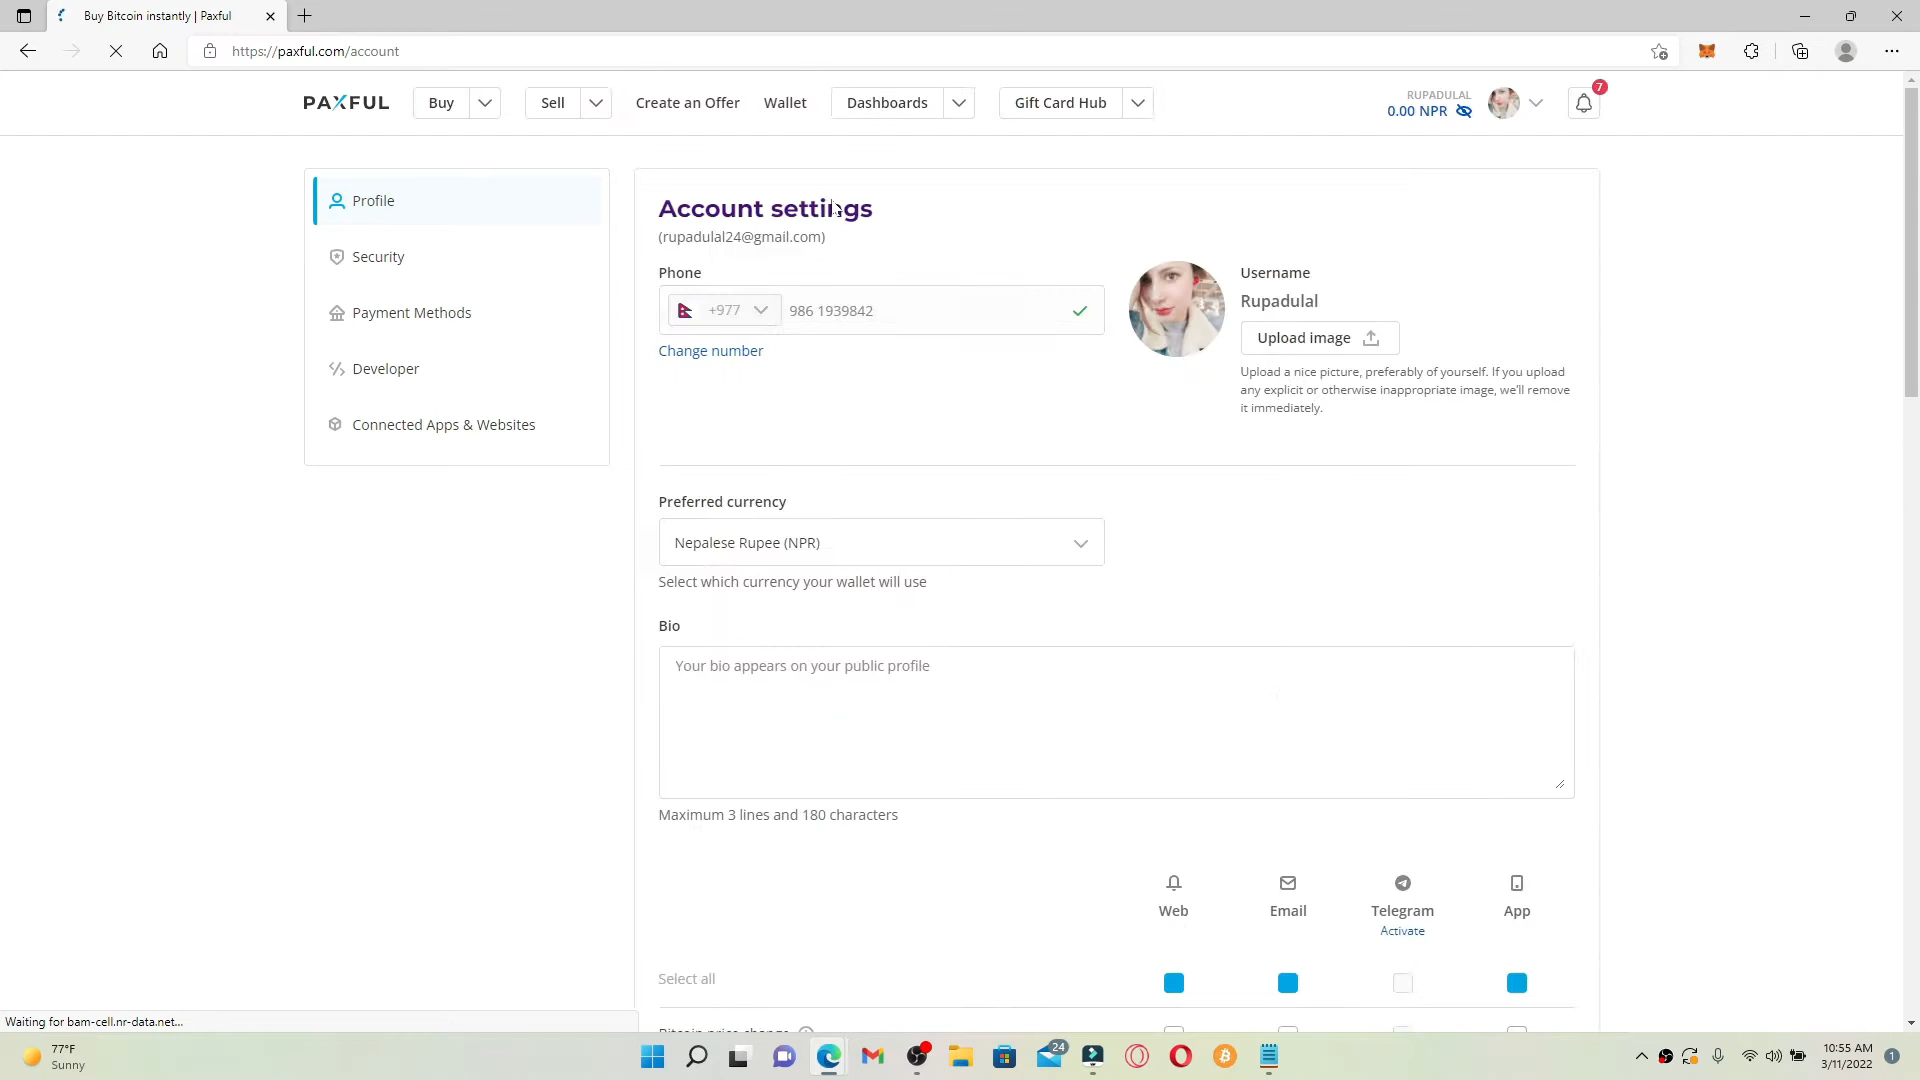 Buy Bitcoin instantly | Paxful
https://paxful.com/account
PAXFUL
Buy
Sell
Create an Offer
Wallet
Dashboards
Gift Card Hub
RUPADULAL
0.00 NPR
7
Profile
Security
Payment Methods
Developer
Connected Apps & Websites
Account settings
(rupadulal24@gmail.com)
Phone
+977
986 1939842
Change number
Username
Rupadulal
Upload image
Upload a nice picture, preferably of yourself. If you upload
any explicit or otherwise inappropriate image, we'll remove
it immediately.
Preferred currency
Nepalese Rupee (NPR)
Select which currency your wallet will use
Bio
Your bio appears on your public profile
Maximum 3 lines and 180 characters
Web
Email
Telegram
App
Activate
Select all
Bitcoin price change
Waiting for bam-cell.nr-data.net...
77°F
Sunny
24
10:55 AM
3/11/2022
1